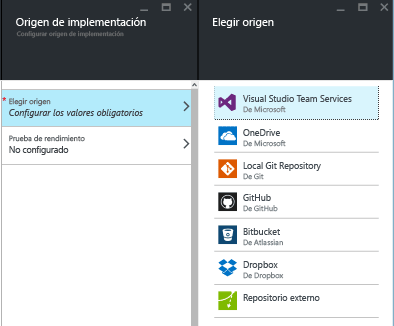 Origen de implementación
Configurar origen de implementación
* Elegir origen
Configurar los valores obligatorios
Prueba de rendimiento
No configurado
Elegir origen
Visual Studio Team Services
De Microsoft
OneDrive
De Microsoft
Local Git Repository
De Git
GitHub
De GitHub
Bitbucket
De Atlassian
Dropbox
De Dropbox
Repositorio externo